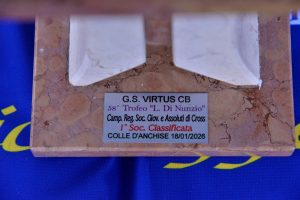 G.S. VIRTUS CB
58° Trofeo "L. Di Nunzio"
Camp. Reg. Soc. Giov. e Assoluti di Cross
1ª Soc. Classificata
COLLE D'ANCHISE 18/01/2026